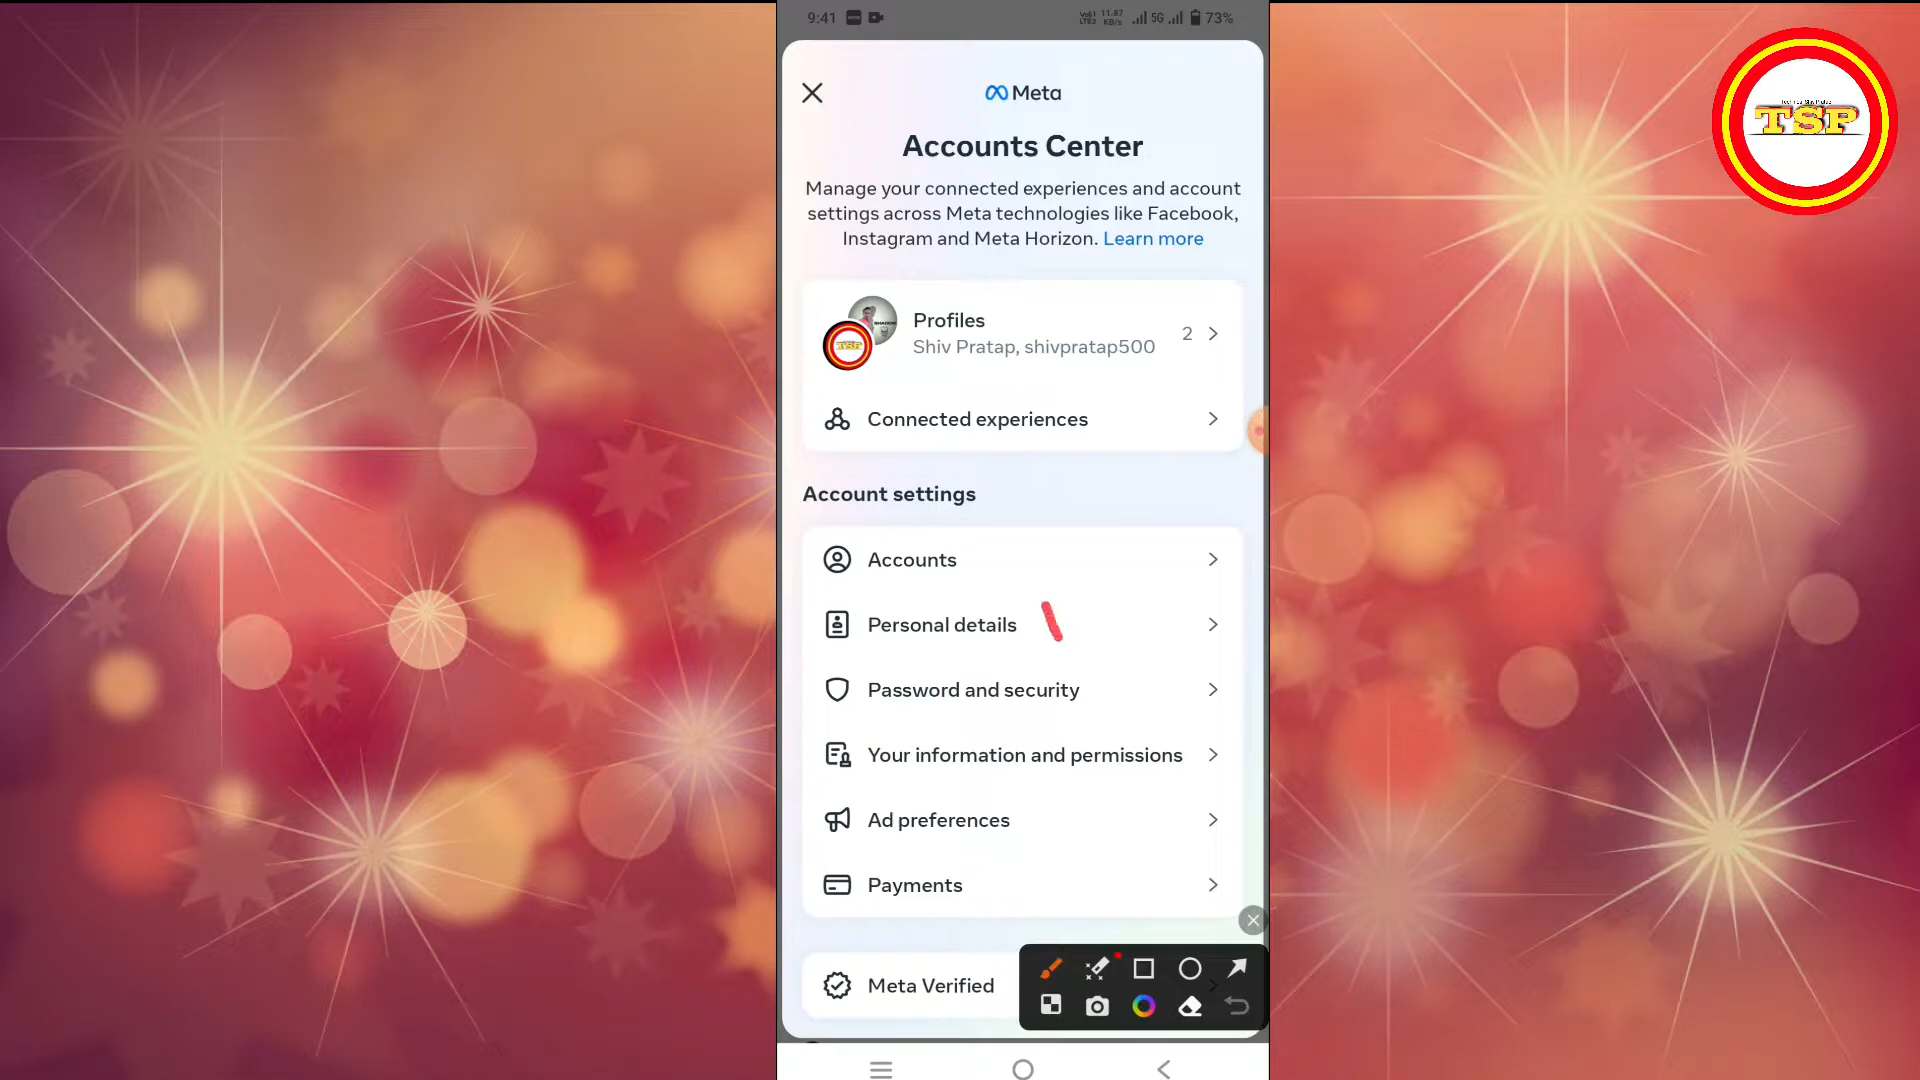 9:41
VoLTE 11.87 KB/s 5G 73%
TSP
Meta
Accounts Center
Manage your connected experiences and account
settings across Meta technologies like Facebook,
Instagram and Meta Horizon. Learn more
Profiles
Shiv Pratap, shivpratap500
2
Connected experiences
Account settings
Accounts
Personal details
Password and security
Your information and permissions
Ad preferences
Payments
Meta Verified